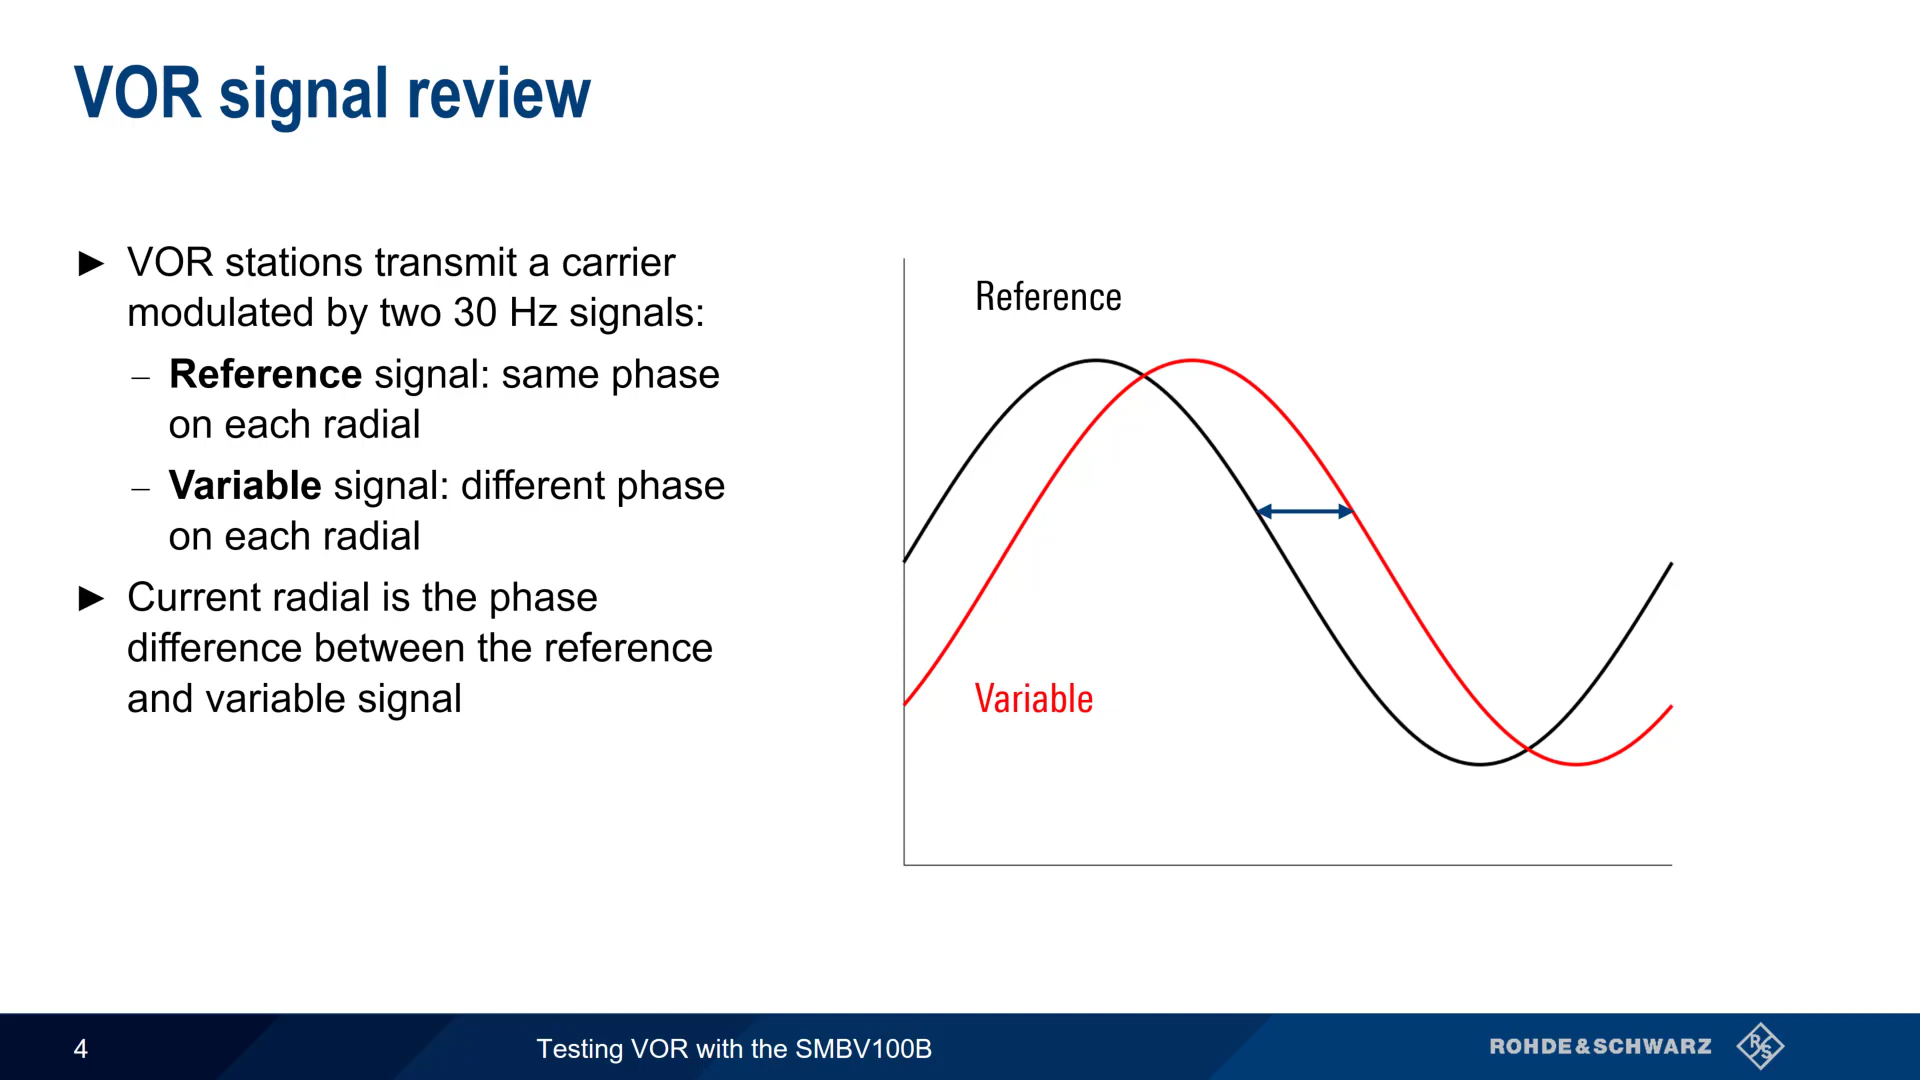 VOR signal review
► VOR stations transmit a carrier
modulated by two 30 Hz signals:
– Reference signal: same phase
on each radial
– Variable signal: different phase
on each radial
► Current radial is the phase
difference between the reference
and variable signal
Reference
Variable
4
Testing VOR with the SMBV100B
ROHDE&SCHWARZ
RS